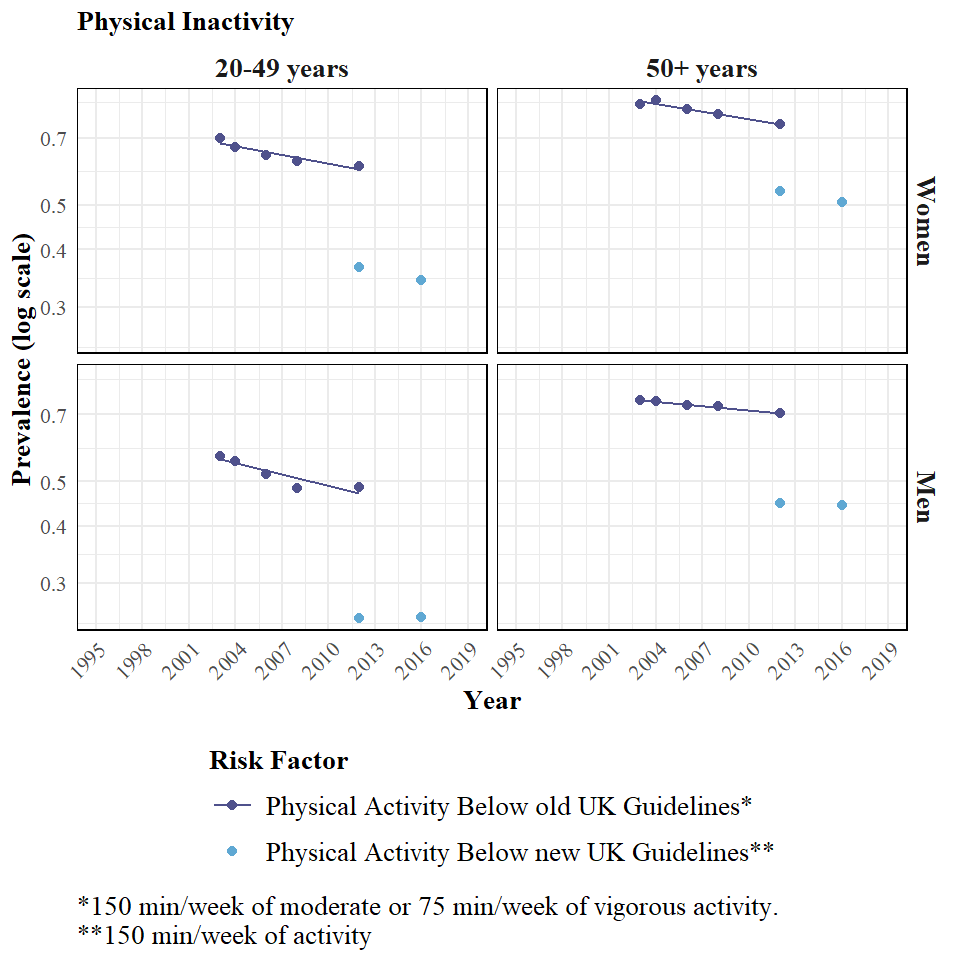 Physical Inactivity
20-49 years
50+ years
Prevalence (log scale)
0.7
0.5
0.4
0.3
Women
0.7
0.5
0.4
0.3
Men
1995
1998
2001
2004
2007
2010
2013
2016
2019
1995
1998
2001
2004
2007
2010
2013
2016
2019
Year
Risk Factor
Physical Activity Below old UK Guidelines*
Physical Activity Below new UK Guidelines**
*150 min/week of moderate or 75 min/week of vigorous activity.
**150 min/week of activity